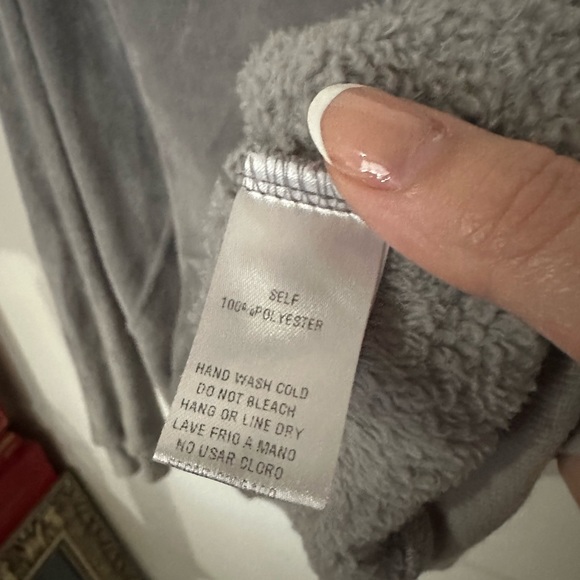 SELF
100% POLYESTER
HAND WASH COLD
DO NOT BLEACH
HANG OR LINE DRY
LAVE FRIO A MANO
NO USAR CLORO